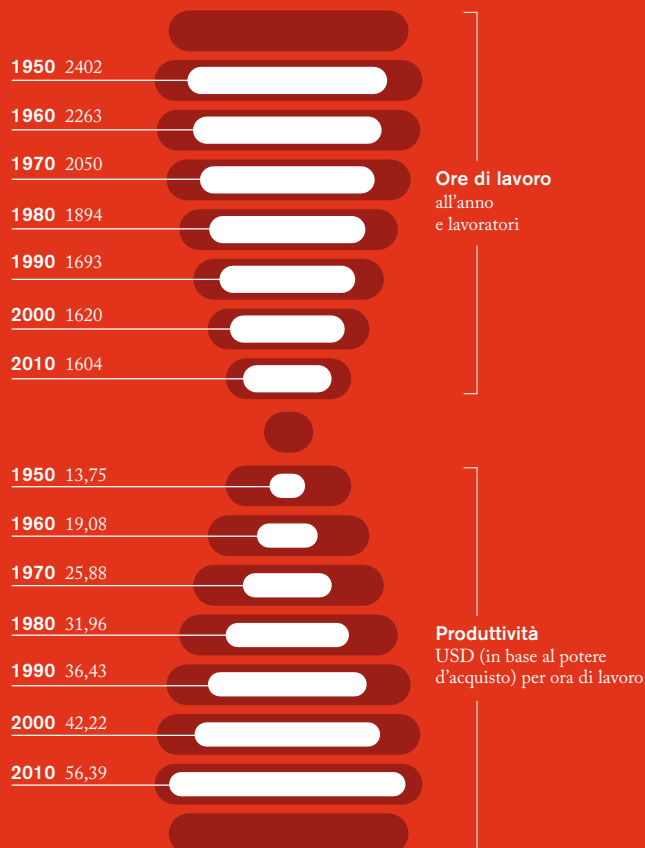 1950 2402
1960 2263
1970 2050
Ore di lavoro
all'anno
e lavoratori
1980 1894
1990 1693
2000 1620
2010 1604
1950 13,75
1960 19,08
1970 25,88
1980 31,96
Produttività
USD (in base al potere
d'acquisto) per ora di lavoro
1990 36,43
2000 42,22
2010 56,39